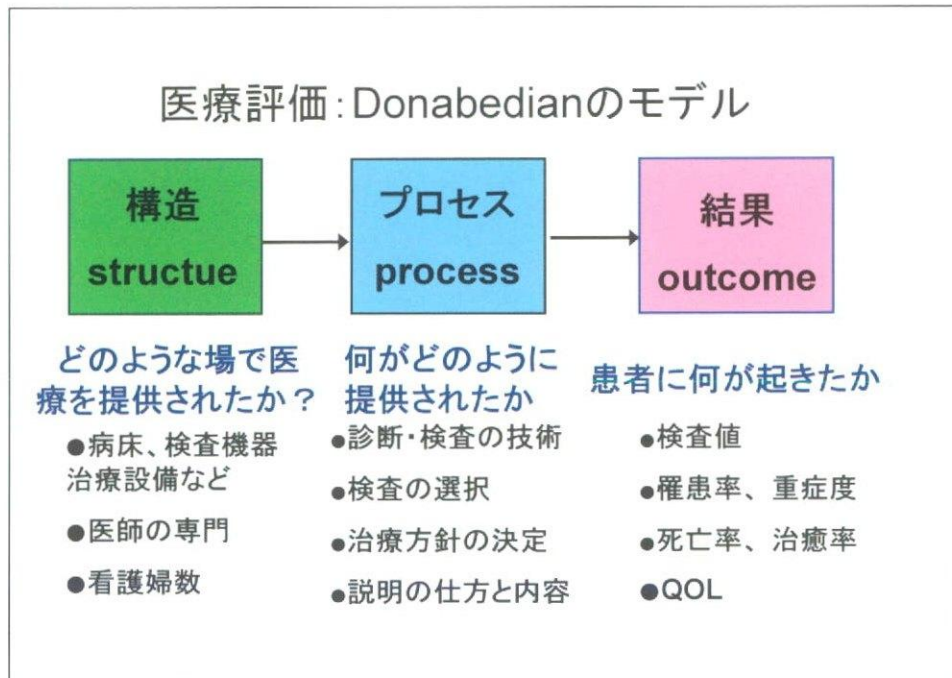 医療評価:Donabedianのモデル
構造
structue
プロセス
process
結果
outcome
どのような場で医
療を提供されたか?
●病床、検査機器
治療設備など
●医師の専門
●看護婦数
何がどのように
提供されたか
●診断・検査の技術
●検査の選択
●治療方針の決定
●説明の仕方と内容
患者に何が起きたか
●検査値
●罹患率、重症度
●死亡率、治癒率
●QOL